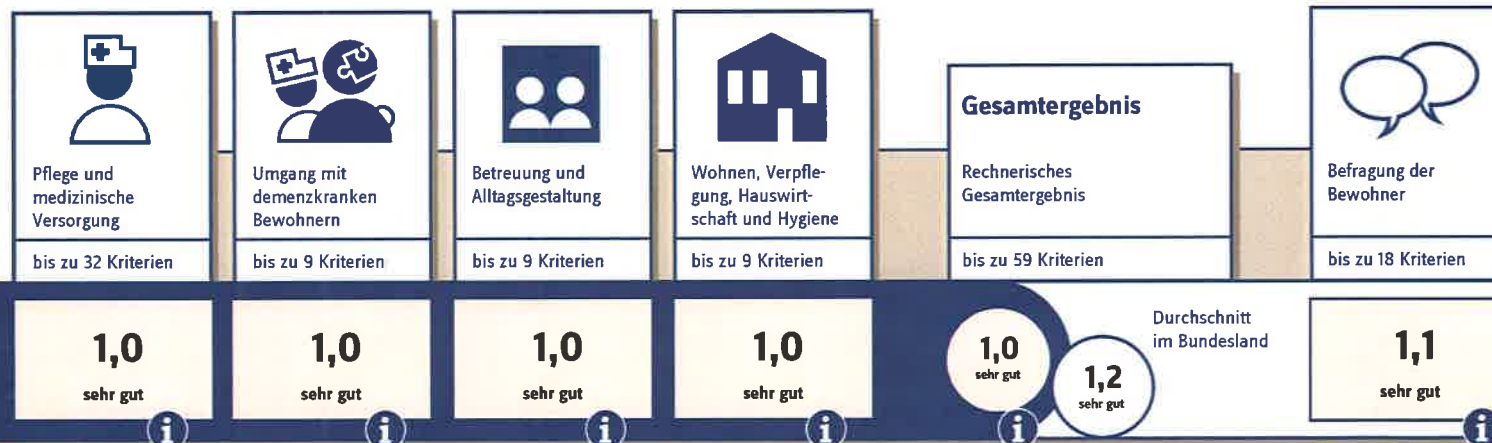 Pflege und
medizinische
Versorgung
bis zu 32 Kriterien
1,0
sehr gut
i
Umgang mit
demenzkranken
Bewohnern
bis zu 9 Kriterien
1,0
sehr gut
i
Betreuung und
Alltagsgestaltung
bis zu 9 Kriterien
1,0
sehr gut
i
Wohnen, Verpfle-
gung, Hauswirt-
schaft und Hygiene
bis zu 9 Kriterien
1,0
sehr gut
i
Gesamtergebnis
Rechnerisches
Gesamtergebnis
bis zu 59 Kriterien
1,0
sehr gut
i
Durchschnitt
im Bundesland
1,2
sehr gut
Befragung der
Bewohner
bis zu 18 Kriterien
1,1
sehr gut
i